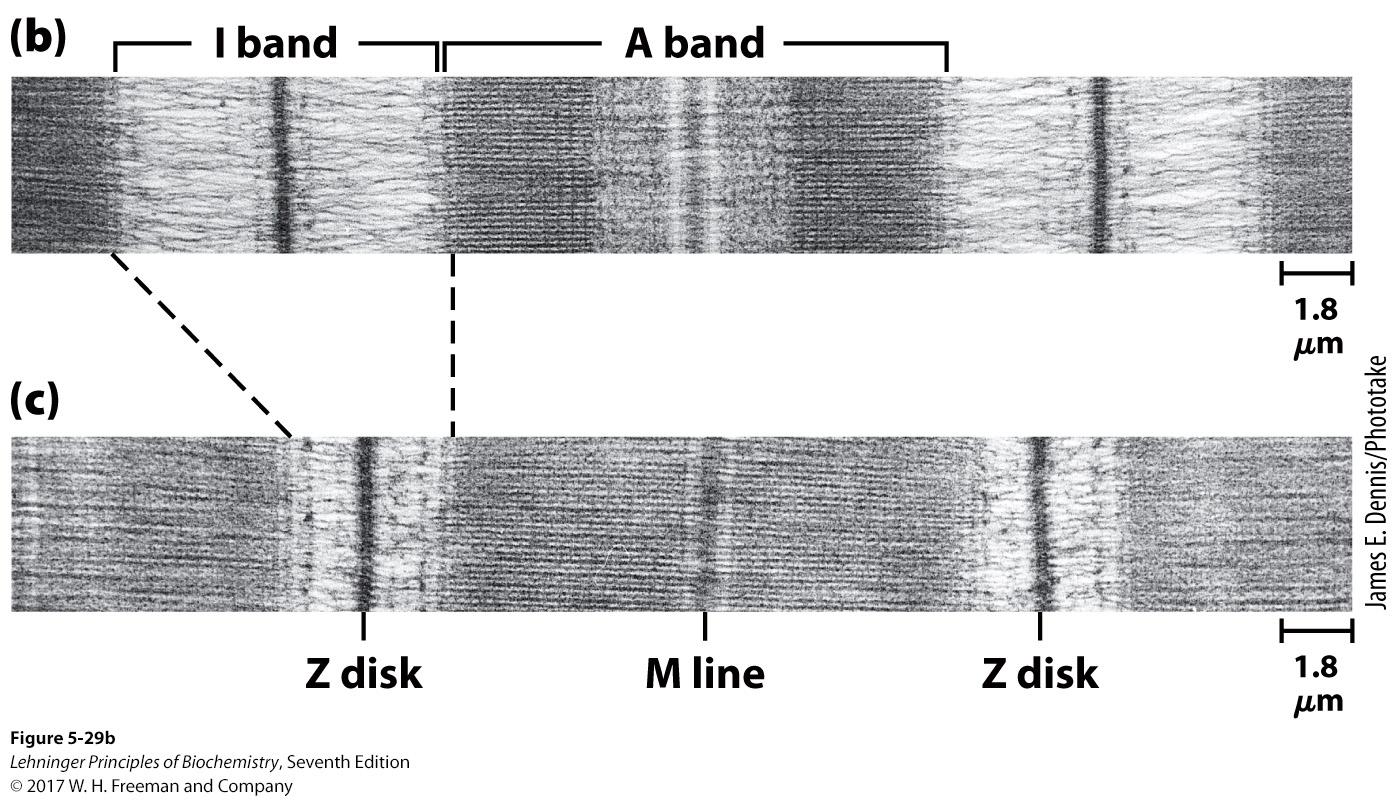 (b)
I band
A band
1.8
μm
(c)
James E. Dennis/Phototake
Z disk
M line
Z disk
1.8
μm
Figure 5-29b
Lehninger Principles of Biochemistry, Seventh Edition
© 2017 W. H. Freeman and Company